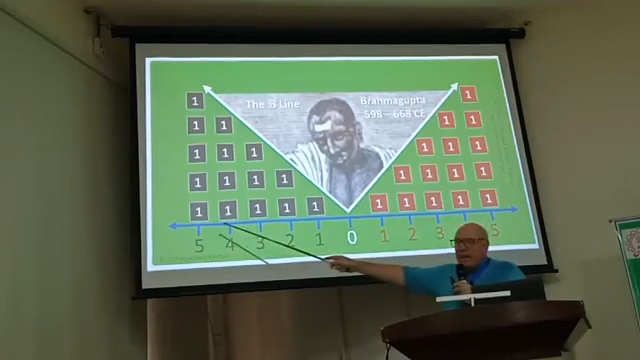 The 𝔹 Line
Brahmagupta
598 – 668 CE
1 1
1 1 1 1
1 1 1 1 1 1
1 1 1 1 1 1 1 1
1 1 1 1 1 1 1 1 1 1
5 4 3 2 1 0 1 2 3 5